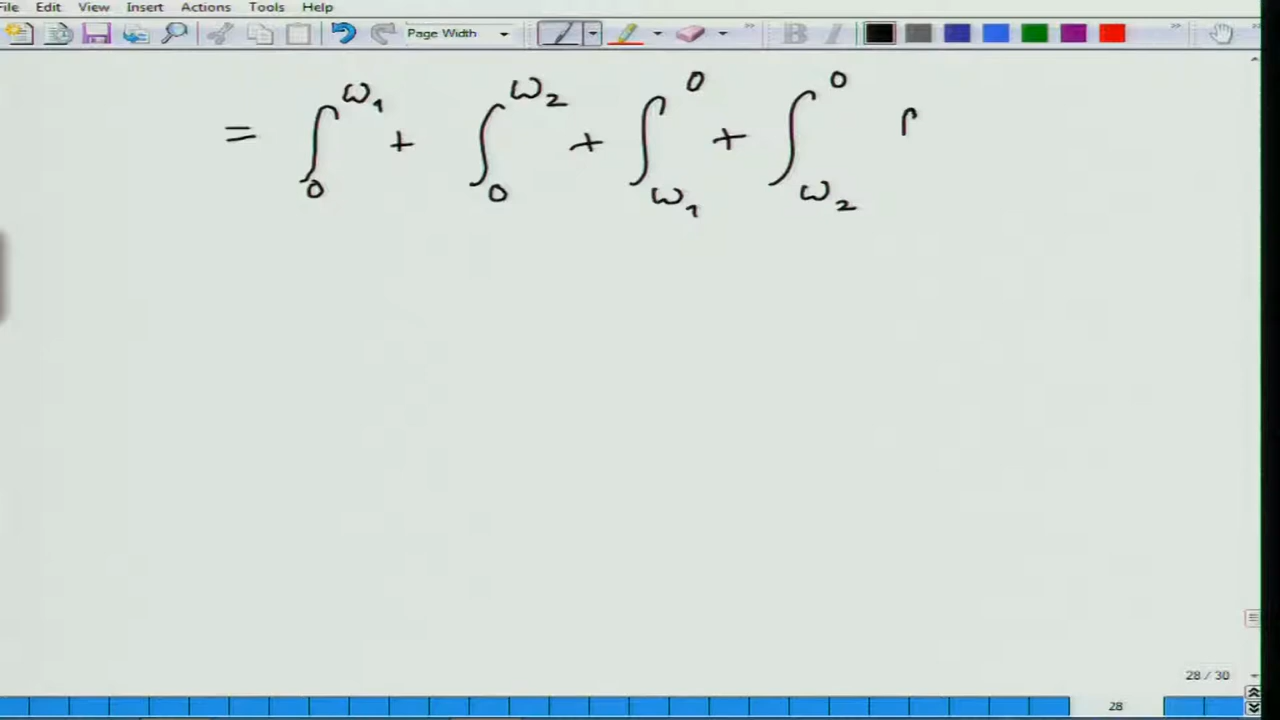 File Edit View Insert Actions Tools Help
Page Width
B I
= ∫₀^ω₁ + ∫₀^ω₂ + ∫_ω₁^0 + ∫_ω₂^0
28 / 30
28